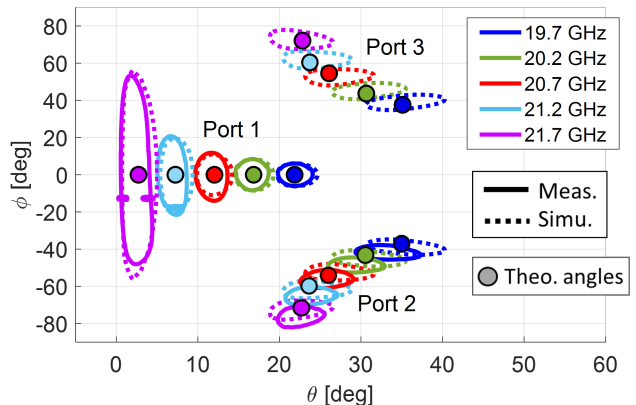 80
60
40
20
0
-20
-40
-60
-80
ϕ [deg]
0
10
20
30
40
50
60
θ [deg]
Port 3
Port 1
Port 2
19.7 GHz
20.2 GHz
20.7 GHz
21.2 GHz
21.7 GHz
Meas.
Simu.
Theo. angles